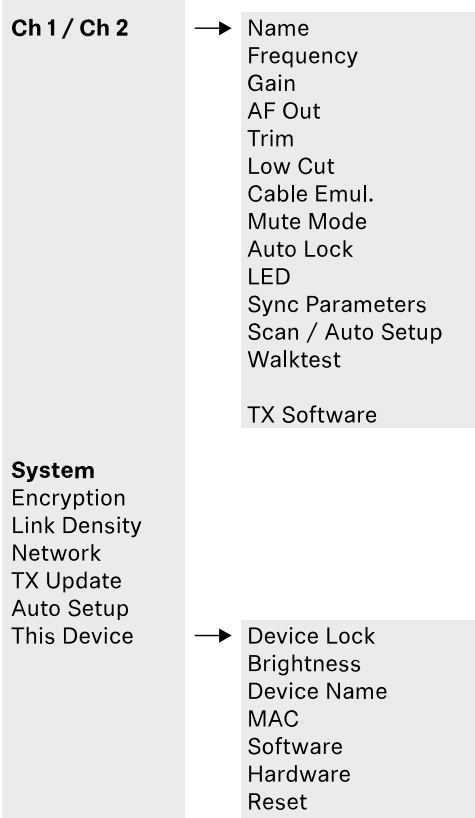 Ch 1 / Ch 2
Name
Frequency
Gain
AF Out
Trim
Low Cut
Cable Emul.
Mute Mode
Auto Lock
LED
Sync Parameters
Scan / Auto Setup
Walktest
TX Software
System
Encryption
Link Density
Network
TX Update
Auto Setup
This Device
Device Lock
Brightness
Device Name
MAC
Software
Hardware
Reset